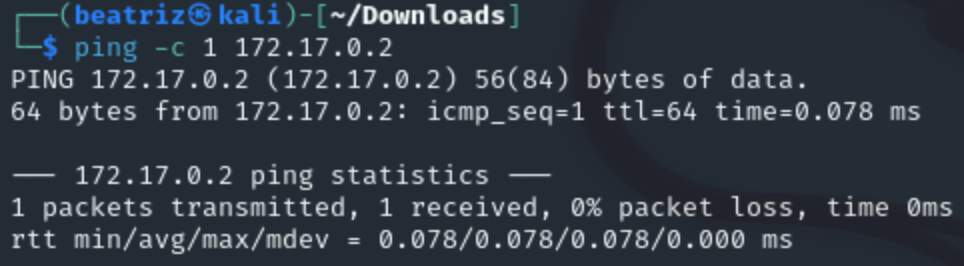 ┌──(beatriz㉿kali)-[~/Downloads]
└─$ ping -c 1 172.17.0.2
PING 172.17.0.2 (172.17.0.2) 56(84) bytes of data.
64 bytes from 172.17.0.2: icmp_seq=1 ttl=64 time=0.078 ms
--- 172.17.0.2 ping statistics ---
1 packets transmitted, 1 received, 0% packet loss, time 0ms
rtt min/avg/max/mdev = 0.078/0.078/0.078/0.000 ms